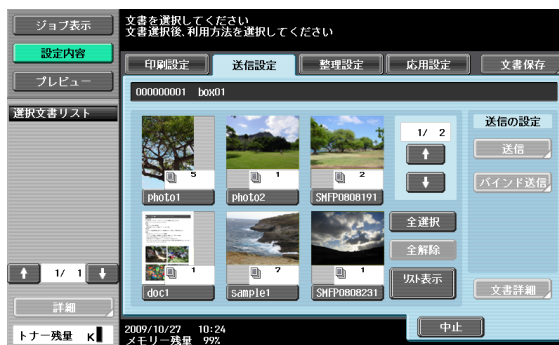 ジョブ表示
設定内容
プレビュー
選択文書リスト
1/ 1
詳細
トナー残量 K
文書を選択してください
文書選択後、利用方法を選択してください
印刷設定
送信設定
整理設定
応用設定
文書保存
000000001 box01
5
photo1
1
photo2
2
SMFP0808191
1
doc1
7
sample1
1
SMFP0808231
1/ 2
全選択
全解除
リスト表示
送信の設定
送信
バインド送信
文書詳細
2009/10/27 10:24
メモリー残量 99%
中止